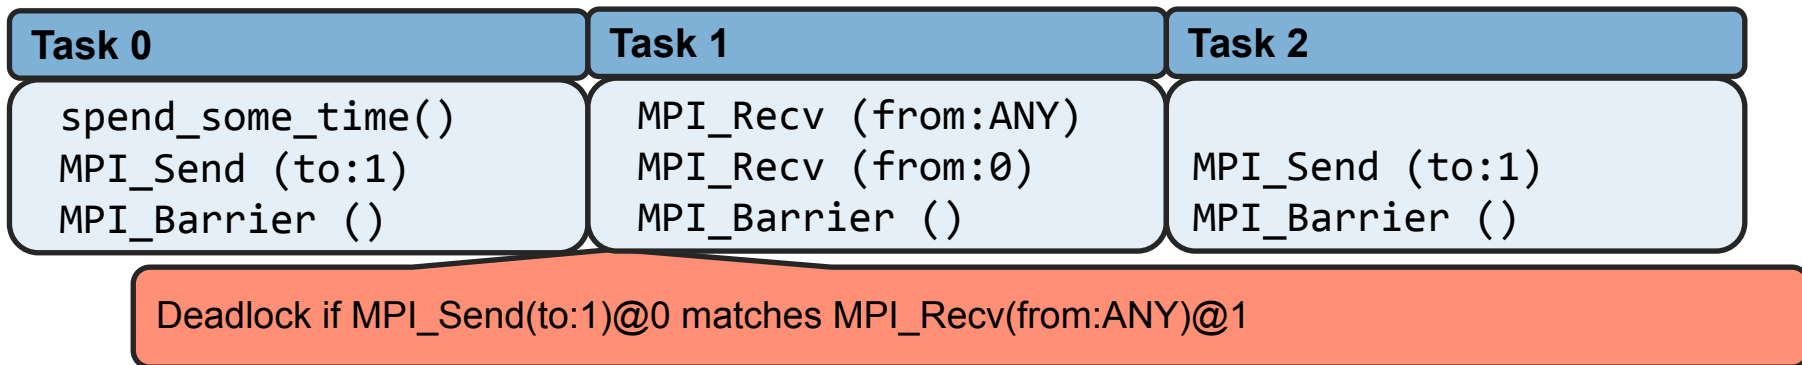 Task 0
spend_some_time()
MPI_Send (to:1)
MPI_Barrier ()
Task 1
MPI_Recv (from:ANY)
MPI_Recv (from:0)
MPI_Barrier ()
Task 2
MPI_Send (to:1)
MPI_Barrier ()
Deadlock if MPI_Send(to:1)@0 matches MPI_Recv(from:ANY)@1